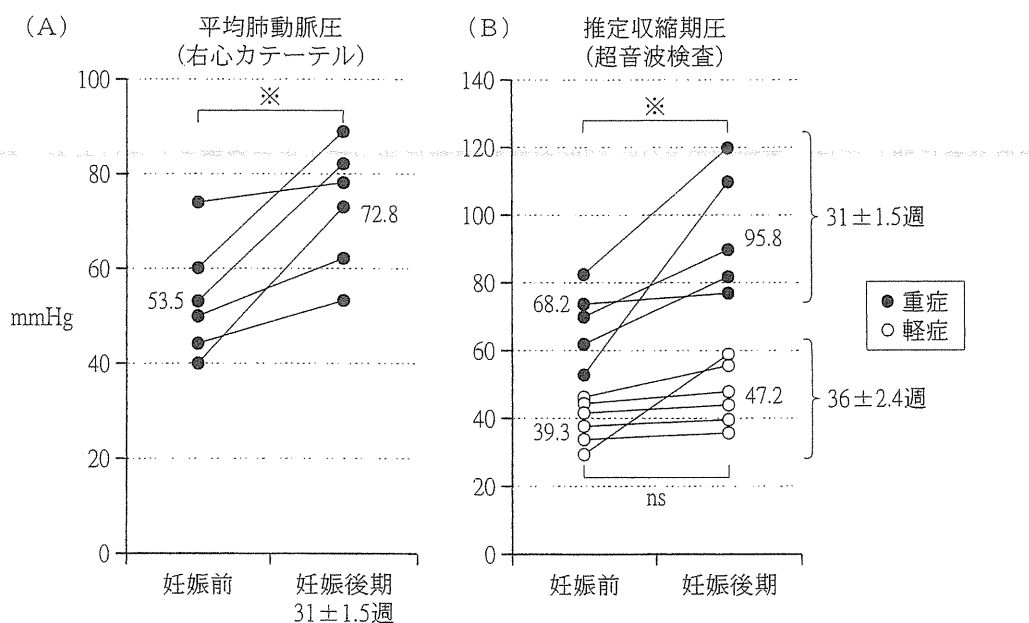 (A)
平均肺動脈圧
(右心カテーテル)
100
80
60
40
20
0
mmHg
※
53.5
72.8
妊娠前
妊娠後期
31±1.5週
(B)
推定収縮期圧
(超音波検査)
140
120
100
80
60
40
20
0
※
68.2
95.8
39.3
47.2
ns
妊娠前
妊娠後期
31±1.5週
36±2.4週
重症
軽症